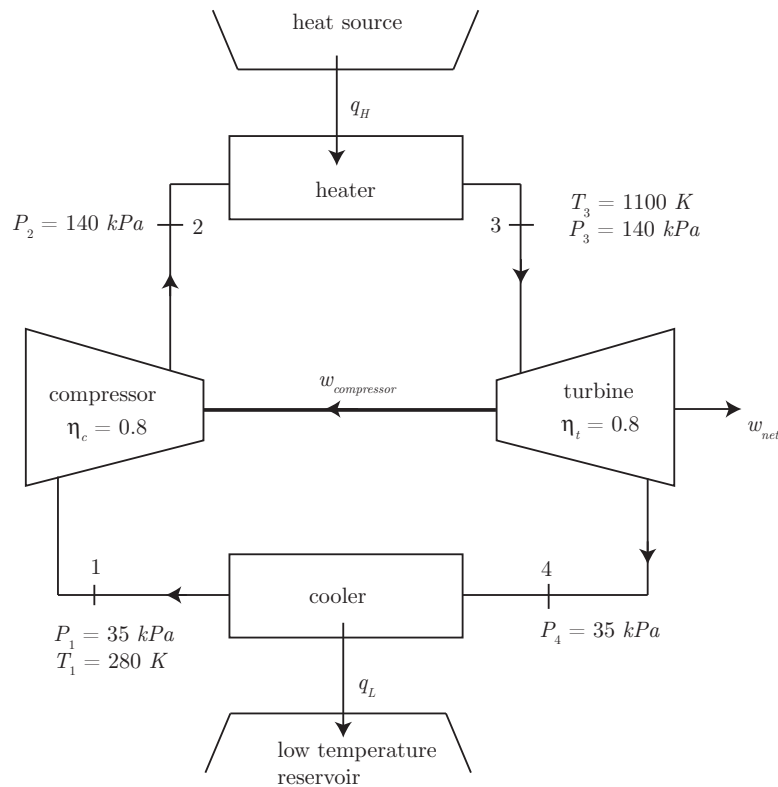 heat source
q_H
heater
P_2 = 140 kPa
2
3
T_3 = 1100 K
P_3 = 140 kPa
compressor
η_c = 0.8
w_compressor
turbine
η_t = 0.8
w_net
1
cooler
4
P_1 = 35 kPa
T_1 = 280 K
P_4 = 35 kPa
q_L
low temperature
reservoir